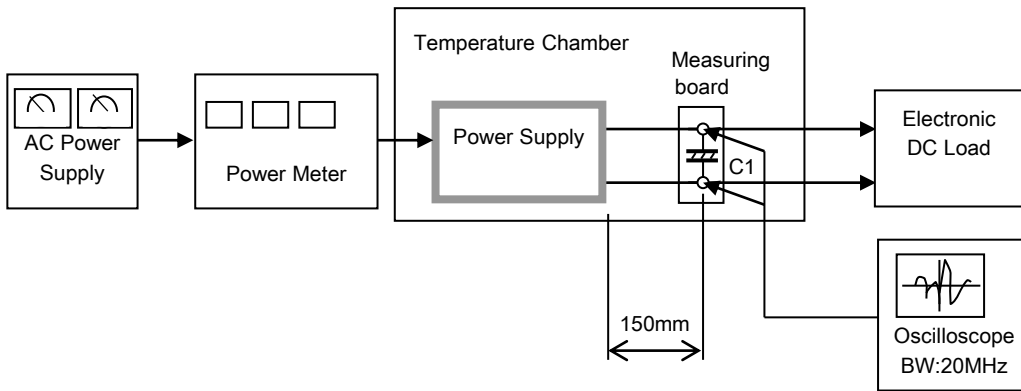 Temperature Chamber
Measuring
board
AC Power
Supply
Power Meter
Power Supply
C1
Electronic
DC Load
150mm
Oscilloscope
BW:20MHz